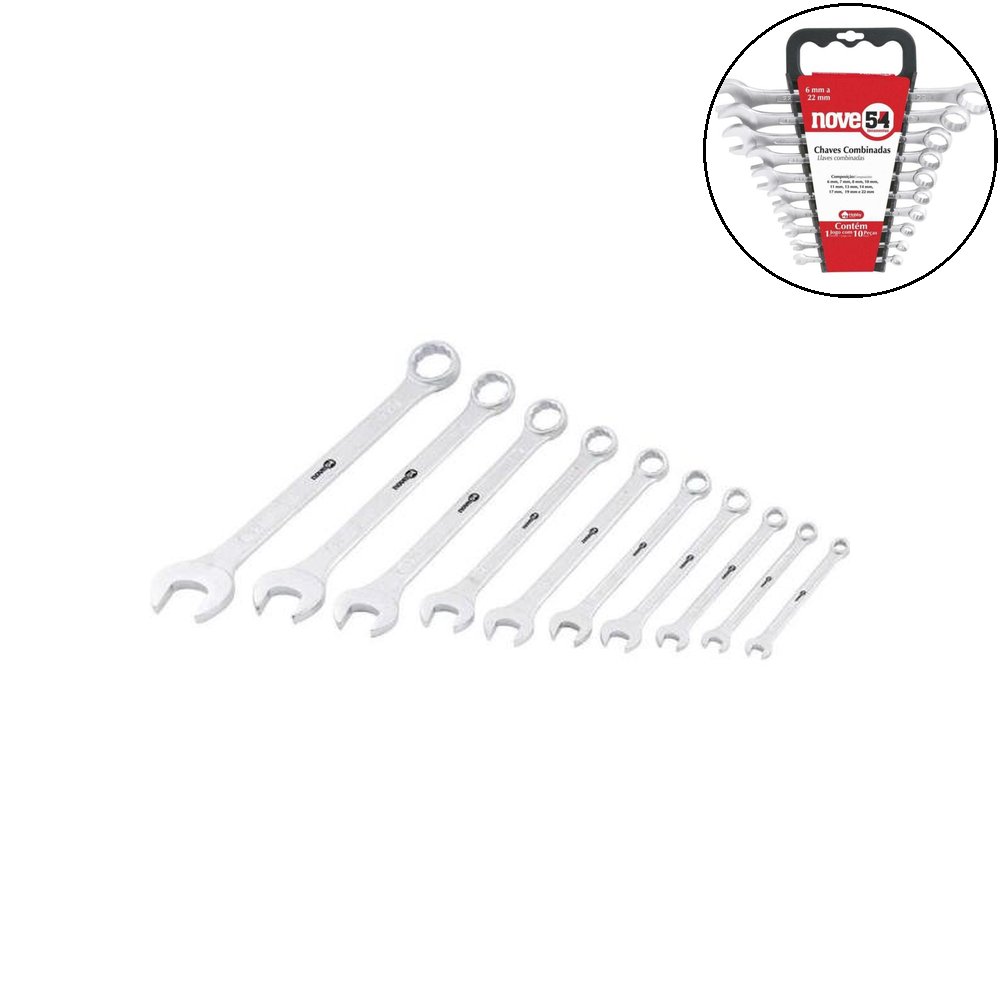 6 mm a
22 mm
nove54
Chaves Combinadas
Llaves combinadas
Composição/
6 mm, 7 mm, 8 mm, 10 mm,
11 mm, 13 mm, 14 mm,
17 mm, 19 mm e 22 mm
Hobby
Contém
1 Jogo com 10 Peças